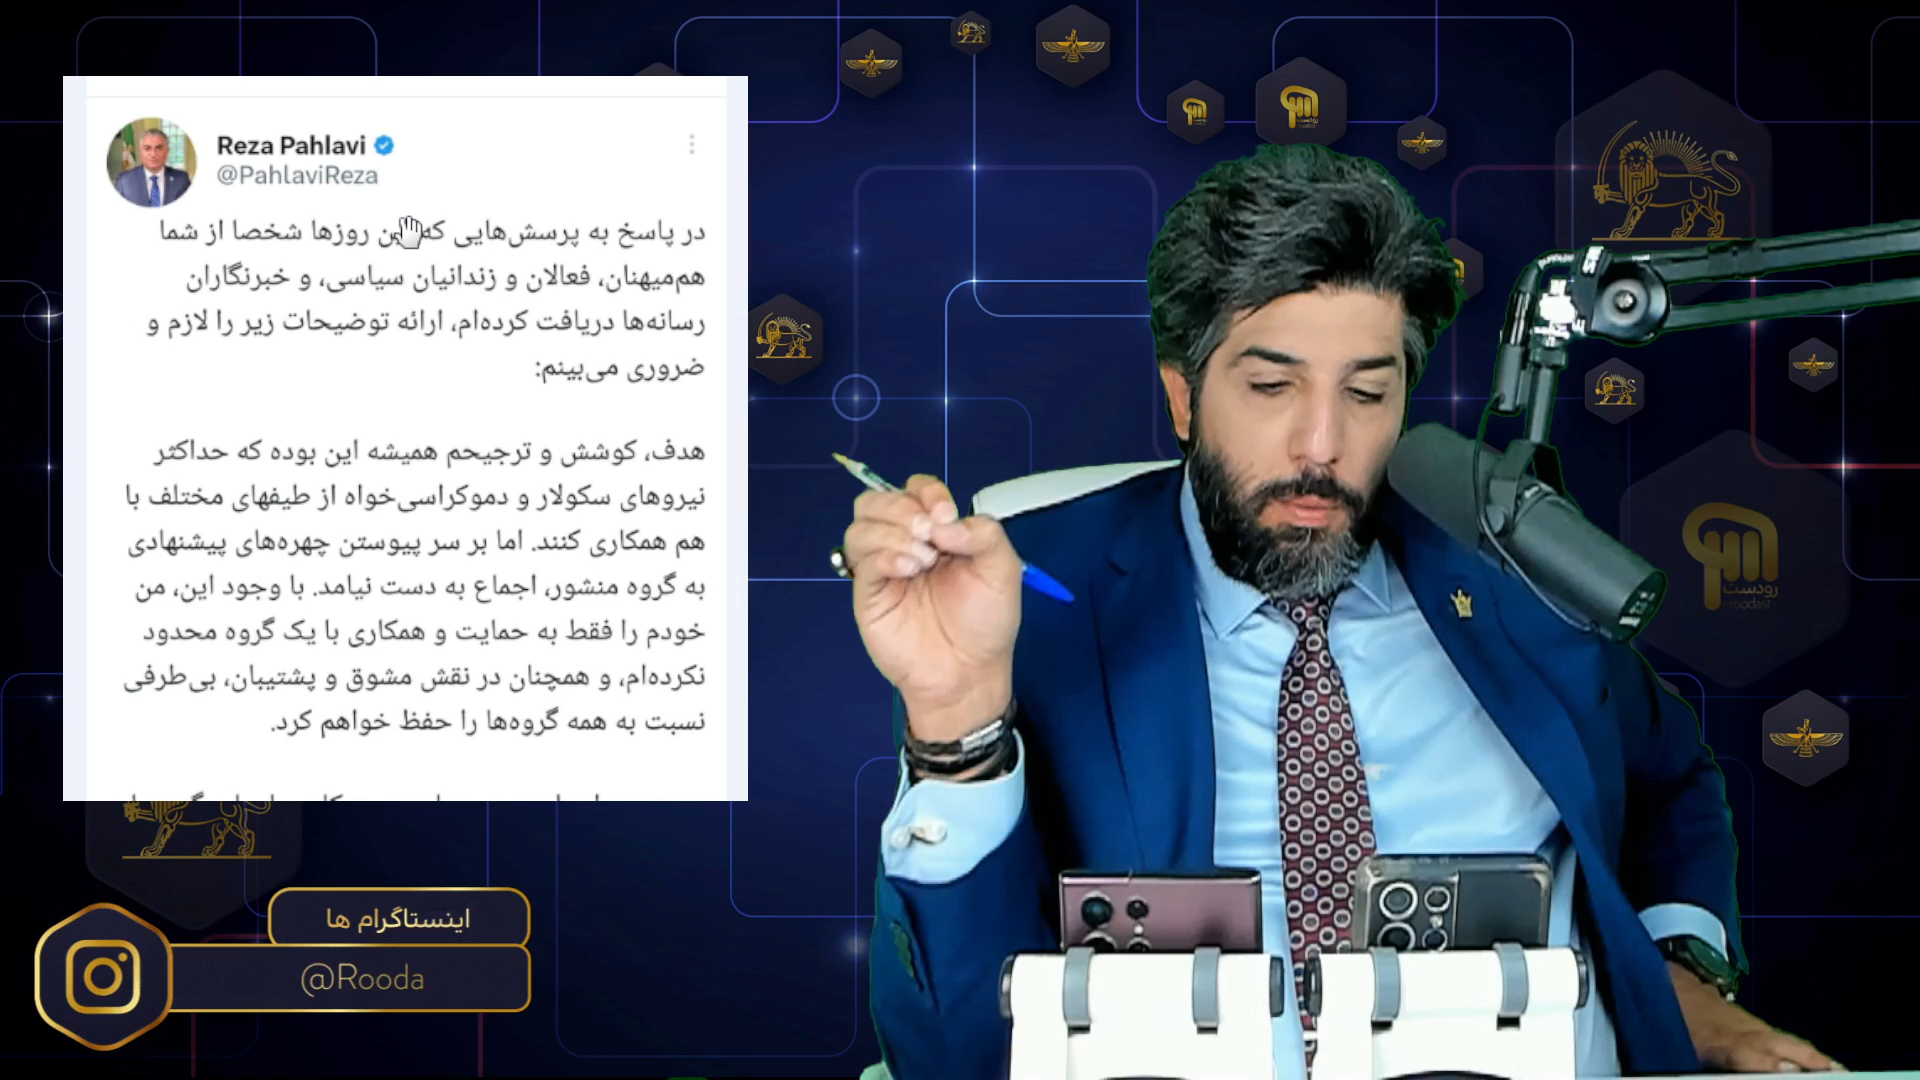 Reza Pahlavi
@PahlaviReza
در پاسخ به پرسش‌هایی که این روزها شخصا از شما
هم‌میهنان، فعالان و زندانیان سیاسی، و خبرنگاران
رسانه‌ها دریافت کرده‌ام، ارائه توضیحات زیر را لازم و
ضروری می‌بینم:
هدف، کوشش و ترجیحم همیشه این بوده که حداکثر
نیروهای سکولار و دموکراسی‌خواه از طیفهای مختلف با
هم همکاری کنند. اما بر سر پیوستن چهره‌های پیشنهادی
به گروه منشور، اجماع به دست نیامد. با وجود این، من
خودم را فقط به حمایت و همکاری با یک گروه محدود
نکرده‌ام، و همچنان در نقش مشوق و پشتیبان، بی‌طرفی
نسبت به همه گروه‌ها را حفظ خواهم کرد.
اینستاگرام ها
@Rooda
رودست
-roodast-